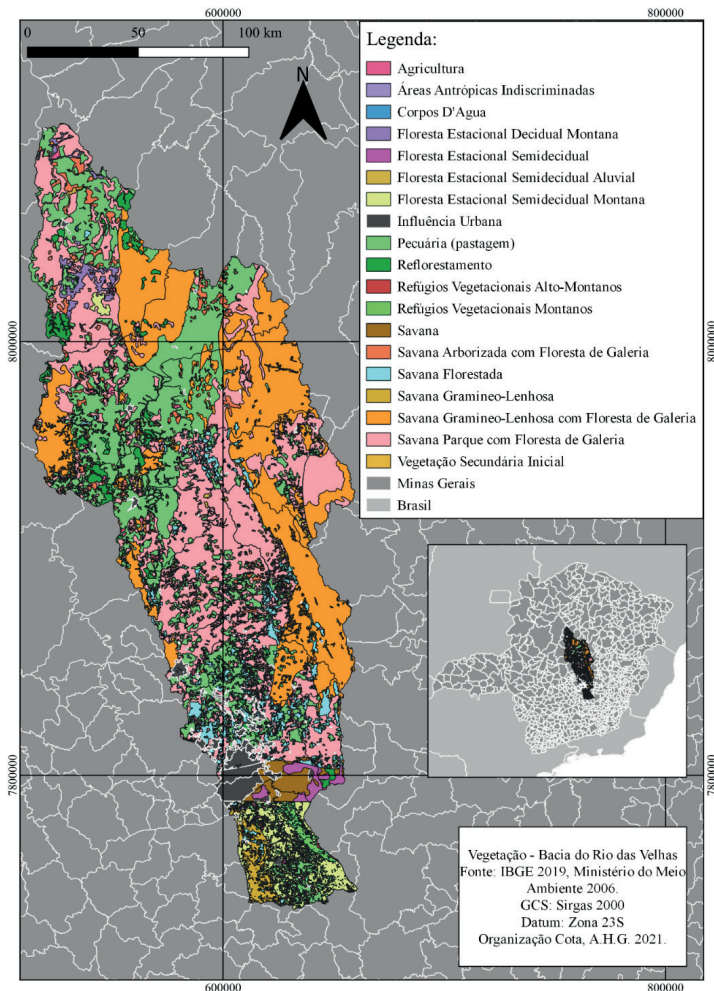 600000
800000
0
50
100 km
N
Legenda:
Agricultura
Áreas Antrópicas Indiscriminadas
Corpos D'Agua
Floresta Estacional Decidual Montana
Floresta Estacional Semidecidual
Floresta Estacional Semidecidual Aluvial
Floresta Estacional Semidecidual Montana
Influência Urbana
Pecuária (pastagem)
Reflorestamento
Refúgios Vegetacionais Alto-Montanos
Refúgios Vegetacionais Montanos
Savana
Savana Arborizada com Floresta de Galeria
Savana Florestada
Savana Gramineo-Lenhosa
Savana Gramineo-Lenhosa com Floresta de Galeria
Savana Parque com Floresta de Galeria
Vegetação Secundária Inicial
Minas Gerais
Brasil
8000000
8000000
7800000
7800000
Vegetação - Bacia do Rio das Velhas
Fonte: IBGE 2019, Ministério do Meio
Ambiente 2006.
GCS: Sirgas 2000
Datum: Zona 23S
Organização Cota, A.H.G. 2021.
600000
800000